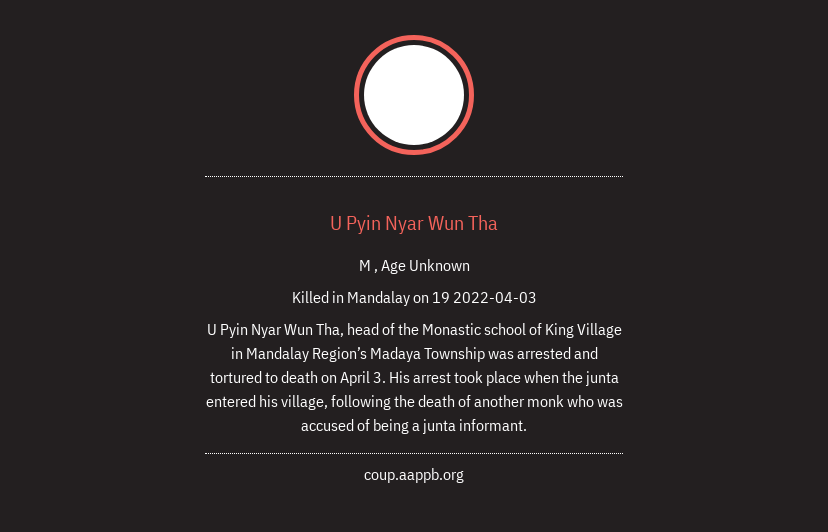 U Pyin Nyar Wun Tha
M , Age Unknown
Killed in Mandalay on 19 2022-04-03
U Pyin Nyar Wun Tha, head of the Monastic school of King Village
in Mandalay Region’s Madaya Township was arrested and
tortured to death on April 3. His arrest took place when the junta
entered his village, following the death of another monk who was
accused of being a junta informant.
coup.aappb.org